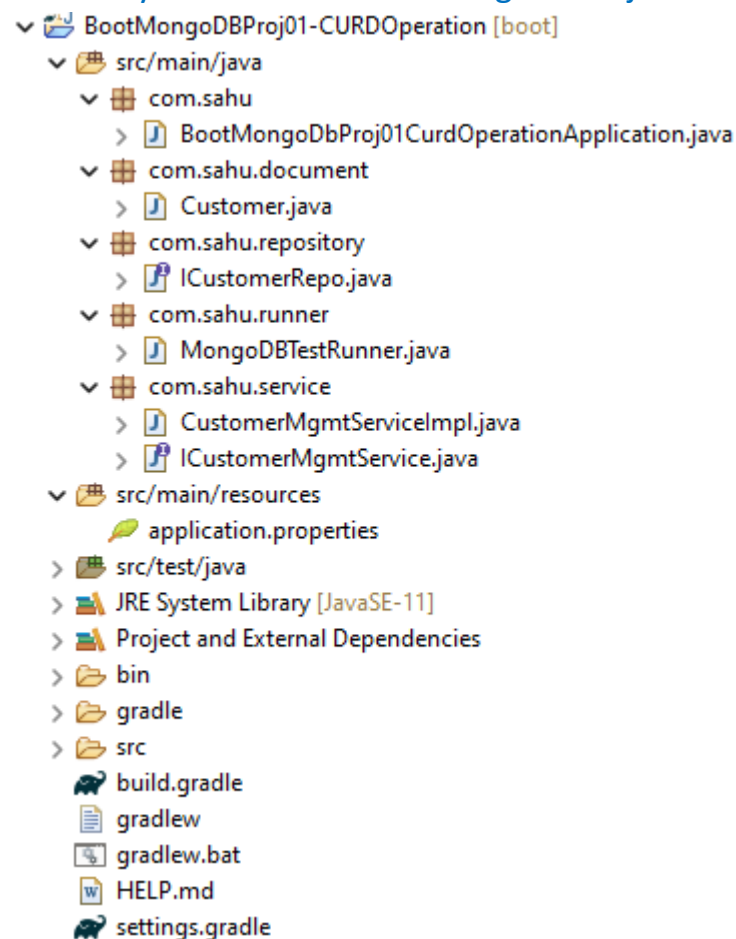 BootMongoDBProj01-CURDOperation [boot]
src/main/java
com.sahu
BootMongoDbProj01CurdOperationApplication.java
com.sahu.document
Customer.java
com.sahu.repository
ICustomerRepo.java
com.sahu.runner
MongoDBTestRunner.java
com.sahu.service
CustomerMgmtServiceImpl.java
ICustomerMgmtService.java
src/main/resources
application.properties
src/test/java
JRE System Library [JavaSE-11]
Project and External Dependencies
bin
gradle
src
build.gradle
gradlew
gradlew.bat
HELP.md
settings.gradle